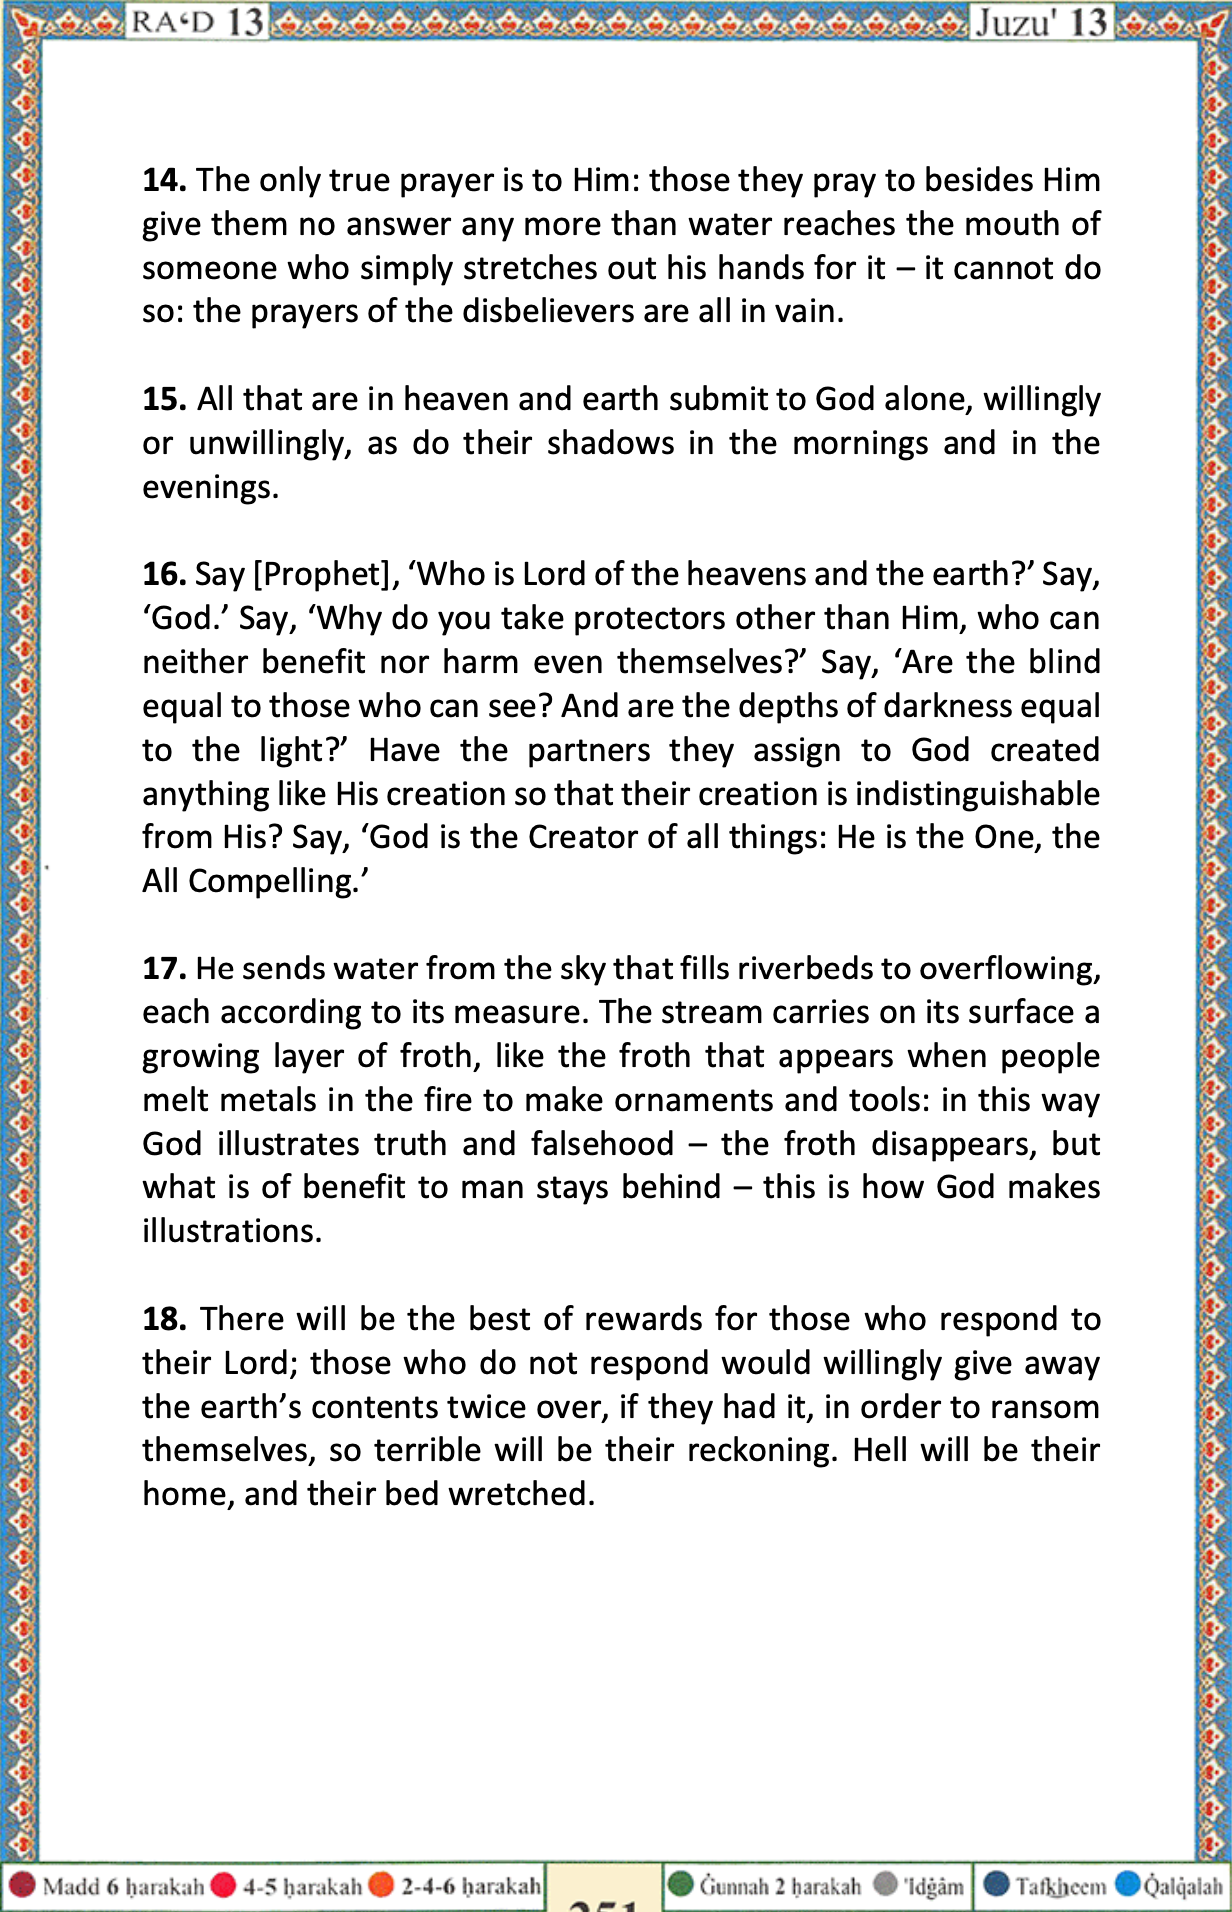 RA‘D 13
Juzu' 13
14. The only true prayer is to Him: those they pray to besides Him
give them no answer any more than water reaches the mouth of
someone who simply stretches out his hands for it – it cannot do
so: the prayers of the disbelievers are all in vain.
15. All that are in heaven and earth submit to God alone, willingly
or unwillingly, as do their shadows in the mornings and in the
evenings.
16. Say [Prophet], ‘Who is Lord of the heavens and the earth?’ Say,
‘God.’ Say, ‘Why do you take protectors other than Him, who can
neither benefit nor harm even themselves?’ Say, ‘Are the blind
equal to those who can see? And are the depths of darkness equal
to the light?’ Have the partners they assign to God created
anything like His creation so that their creation is indistinguishable
from His? Say, ‘God is the Creator of all things: He is the One, the
All Compelling.’
17. He sends water from the sky that fills riverbeds to overflowing,
each according to its measure. The stream carries on its surface a
growing layer of froth, like the froth that appears when people
melt metals in the fire to make ornaments and tools: in this way
God illustrates truth and falsehood – the froth disappears, but
what is of benefit to man stays behind – this is how God makes
illustrations.
18. There will be the best of rewards for those who respond to
their Lord; those who do not respond would willingly give away
the earth’s contents twice over, if they had it, in order to ransom
themselves, so terrible will be their reckoning. Hell will be their
home, and their bed wretched.
Madd 6 ḥarakah 4-5 ḥarakah 2-4-6 ḥarakah
251
Ġunnah 2 ḥarakah 'Idġâm
Tafkheem Q̇alq̇alah